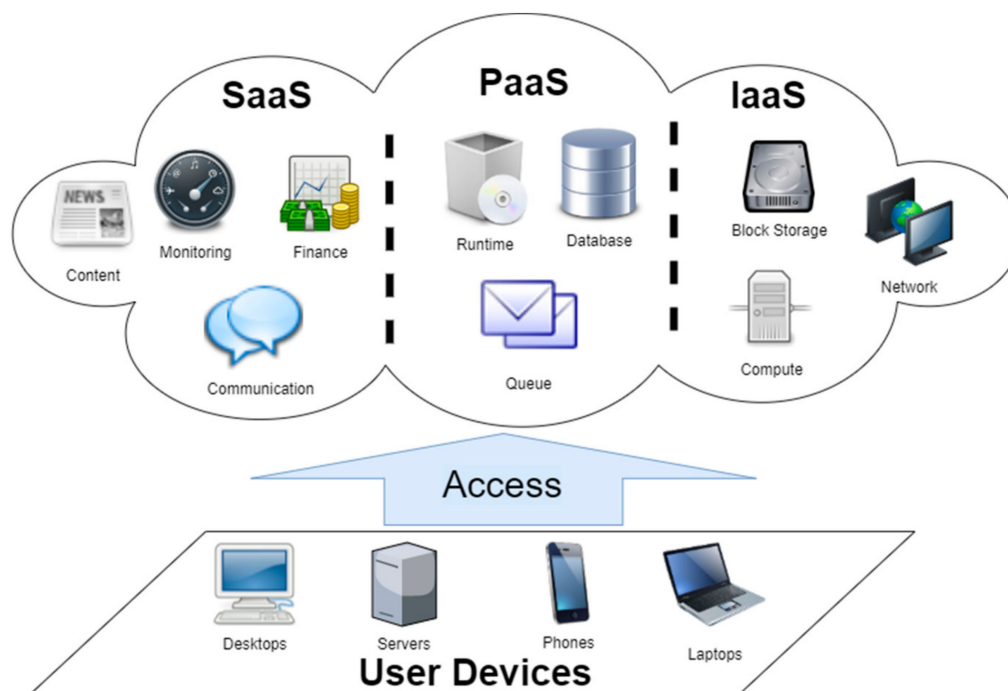 SaaS
PaaS
IaaS
NEWS
Content
Monitoring
Finance
Communication
Runtime
Database
Queue
Block Storage
Network
Compute
Access
Desktops
Servers
Phones
Laptops
User Devices